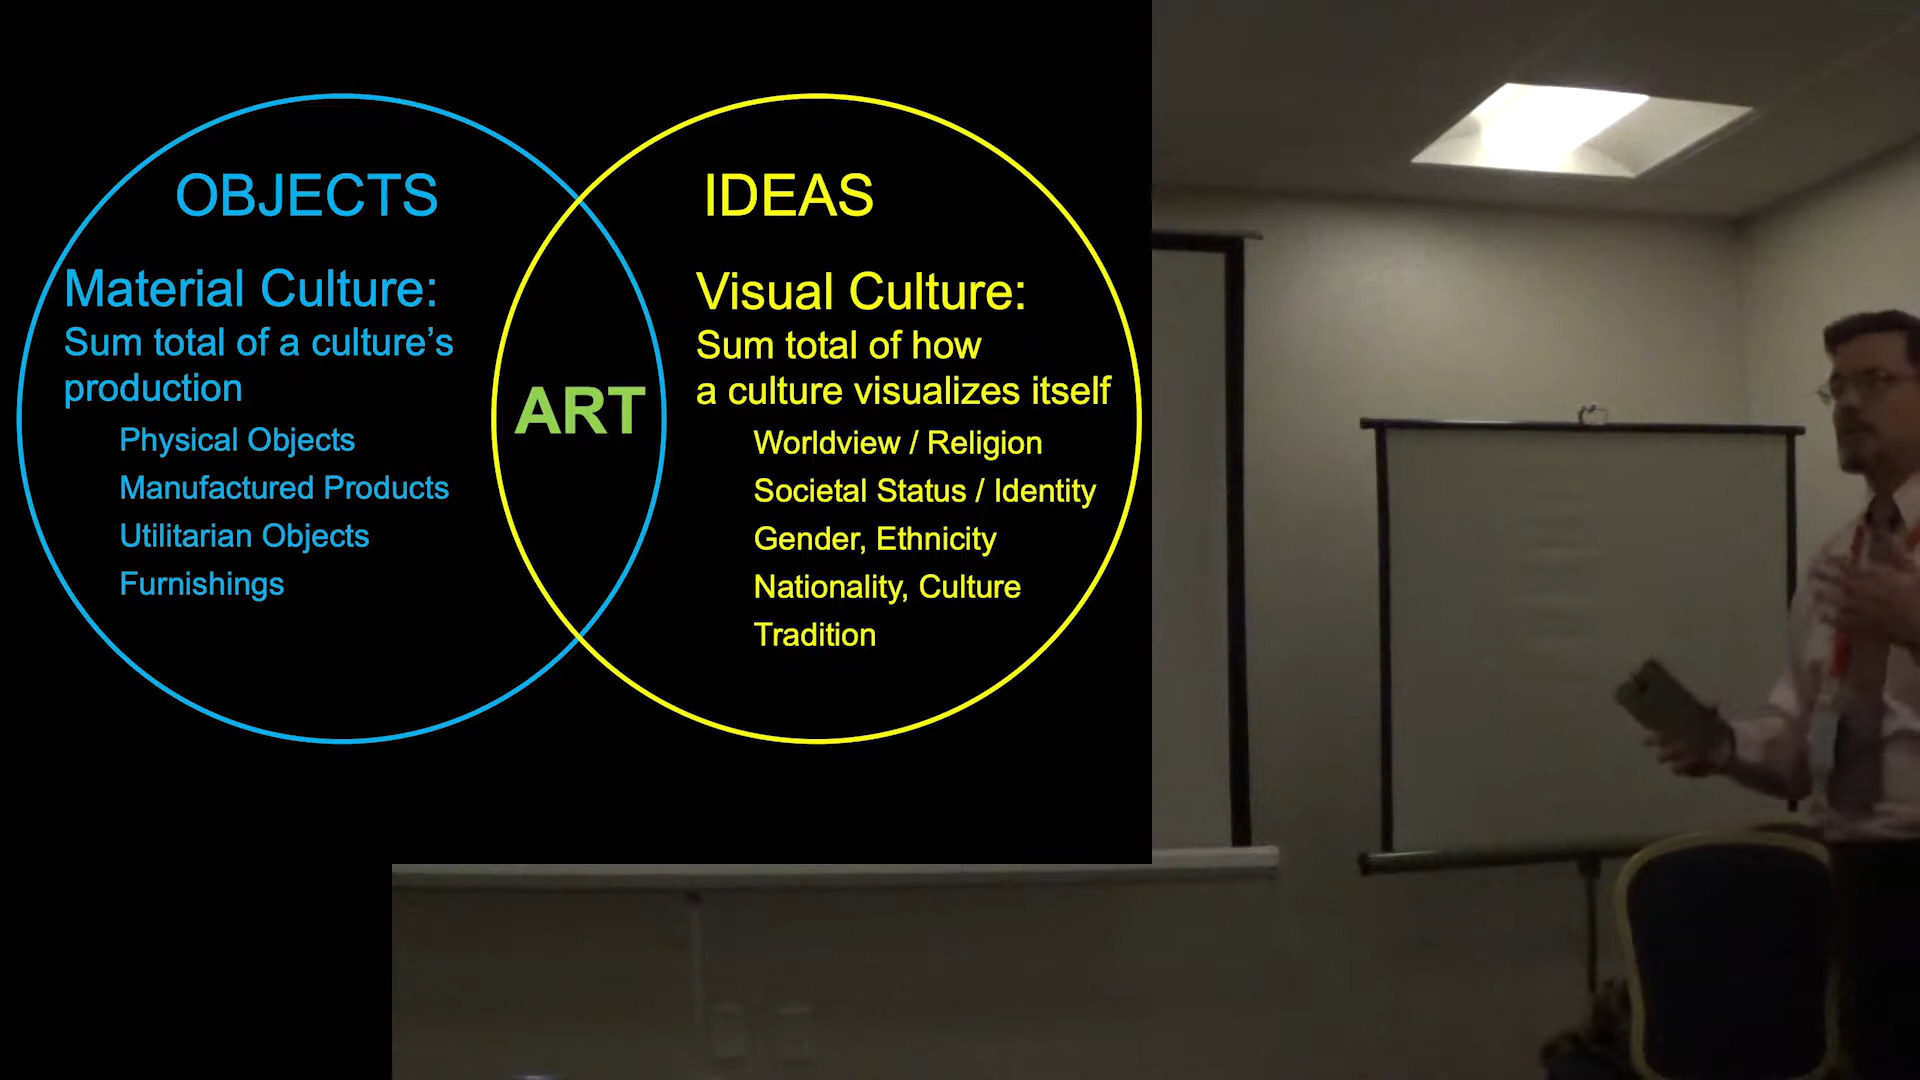 OBJECTS
Material Culture:
Sum total of a culture’s
production
Physical Objects
Manufactured Products
Utilitarian Objects
Furnishings
ART
IDEAS
Visual Culture:
Sum total of how
a culture visualizes itself
Worldview / Religion
Societal Status / Identity
Gender, Ethnicity
Nationality, Culture
Tradition